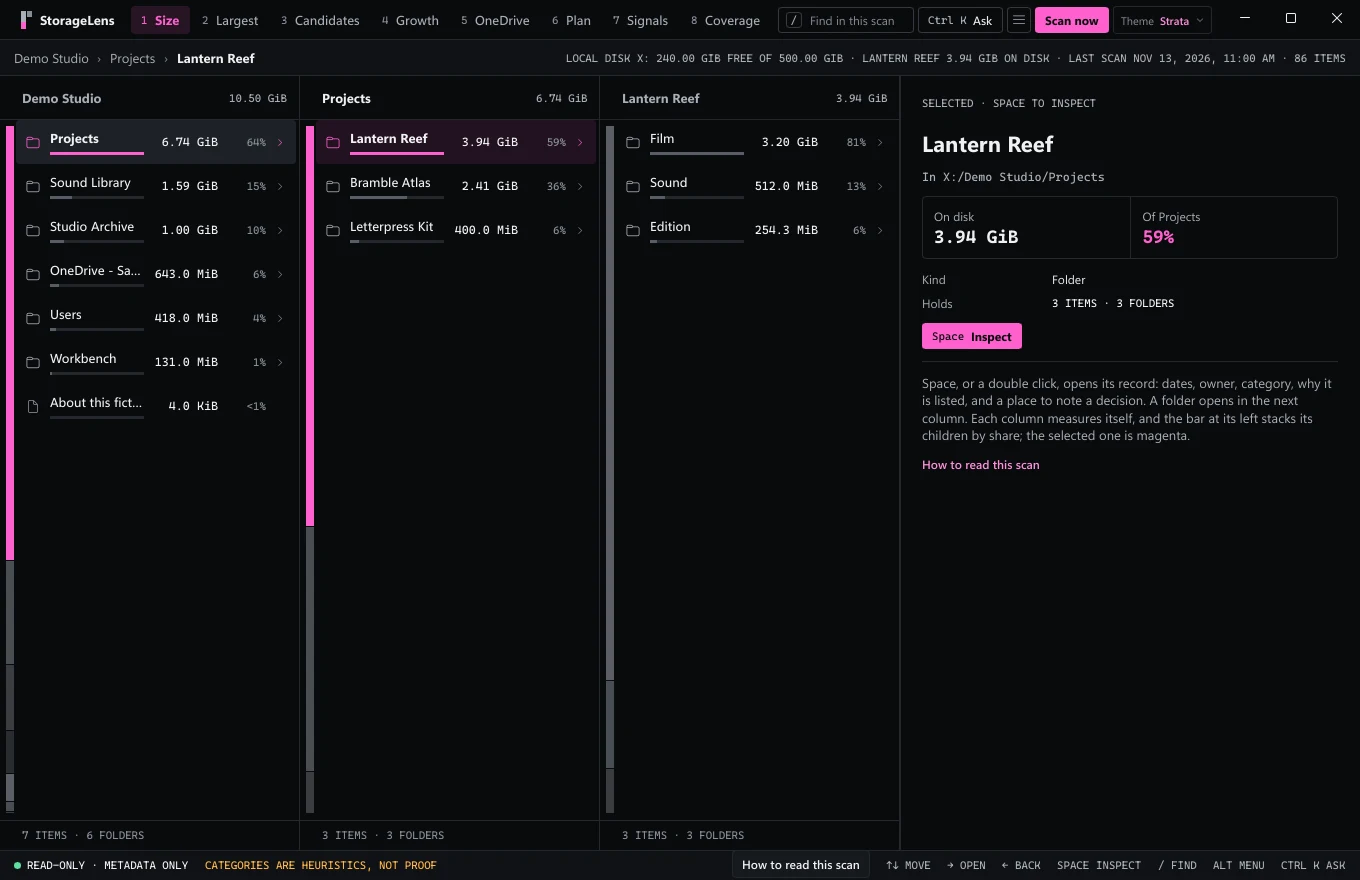 StorageLens 1 Size 2 Largest 3 Candidates 4 Growth 5 OneDrive 6 Plan 7 Signals 8 Coverage / Find in this scan Ctrl K Ask Scan now Theme Strata
Demo Studio › Projects › Lantern Reef LOCAL DISK X: 240.00 GIB FREE OF 500.00 GIB · LANTERN REEF 3.94 GIB ON DISK · LAST SCAN NOV 13, 2026, 11:00 AM · 86 ITEMS
Demo Studio 10.50 GiB
Projects 6.74 GiB 64%
Sound Library 1.59 GiB 15%
Studio Archive 1.00 GiB 10%
OneDrive - Sa... 643.0 MiB 6%
Users 418.0 MiB 4%
Workbench 131.0 MiB 1%
About this fict... 4.0 KiB <1%
7 ITEMS · 6 FOLDERS
Projects 6.74 GiB
Lantern Reef 3.94 GiB 59%
Bramble Atlas 2.41 GiB 36%
Letterpress Kit 400.0 MiB 6%
3 ITEMS · 3 FOLDERS
Lantern Reef 3.94 GiB
Film 3.20 GiB 81%
Sound 512.0 MiB 13%
Edition 254.3 MiB 6%
3 ITEMS · 3 FOLDERS
SELECTED · SPACE TO INSPECT
Lantern Reef
In X:/Demo Studio/Projects
On disk Of Projects
3.94 GiB 59%
Kind Folder
Holds 3 ITEMS · 3 FOLDERS
Space Inspect
Space, or a double click, opens its record: dates, owner, category, why it
is listed, and a place to note a decision. A folder opens in the next
column. Each column measures itself, and the bar at its left stacks its
children by share; the selected one is magenta.
How to read this scan
READ-ONLY · METADATA ONLY CATEGORIES ARE HEURISTICS, NOT PROOF How to read this scan ↑↓ MOVE → OPEN ← BACK SPACE INSPECT / FIND ALT MENU CTRL K ASK